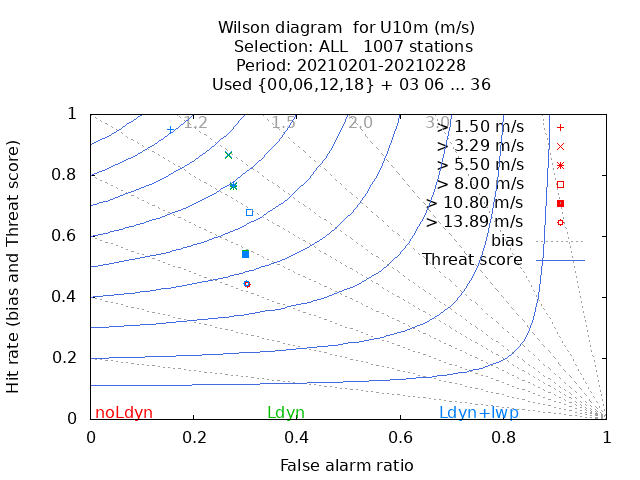 Wilson diagram  for U10m (m/s)
Selection: ALL   1007 stations
Period: 20210201-20210228
Used {00,06,12,18} + 03 06 ... 36
Hit rate (bias and Threat score)
1
0.8
0.6
0.4
0.2
0
1.2
1.5
2.0
3.0
> 1.50 m/s
> 3.29 m/s
> 5.50 m/s
> 8.00 m/s
> 10.80 m/s
> 13.89 m/s
bias
Threat score
noLdyn
Ldyn
Ldyn+lwp
0
0.2
0.4
0.6
0.8
1
False alarm ratio